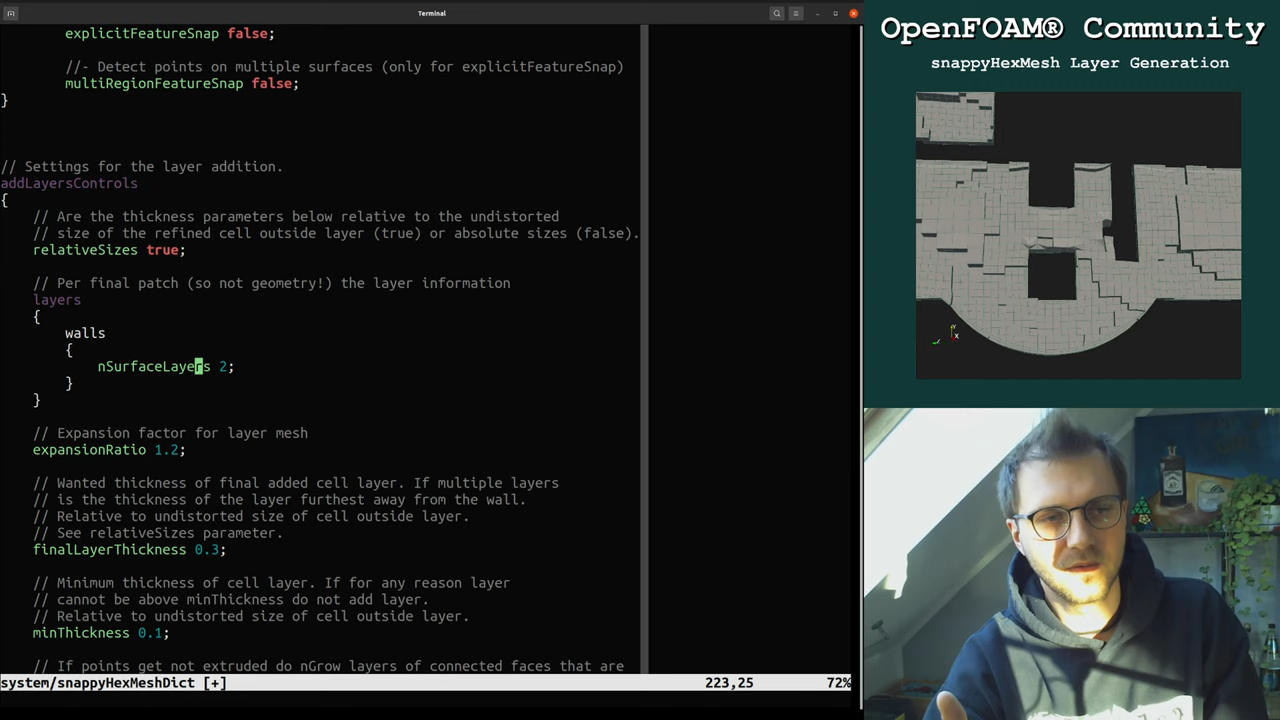 Terminal
explicitFeatureSnap false;
//- Detect points on multiple surfaces (only for explicitFeatureSnap)
multiRegionFeatureSnap false;
}
// Settings for the layer addition.
addLayersControls
{
// Are the thickness parameters below relative to the undistorted
// size of the refined cell outside layer (true) or absolute sizes (false).
relativeSizes true;
// Per final patch (so not geometry!) the layer information
layers
{
walls
{
nSurfaceLayers 2;
}
}
// Expansion factor for layer mesh
expansionRatio 1.2;
// Wanted thickness of final added cell layer. If multiple layers
// is the thickness of the layer furthest away from the wall.
// Relative to undistorted size of cell outside layer.
// See relativeSizes parameter.
finalLayerThickness 0.3;
// Minimum thickness of cell layer. If for any reason layer
// cannot be above minThickness do not add layer.
// Relative to undistorted size of cell outside layer.
minThickness 0.1;
// If points get not extruded do nGrow layers of connected faces that are
system/snappyHexMeshDict [+] 223,25 72%
OpenFOAM® Community
snappyHexMesh Layer Generation
Y
X